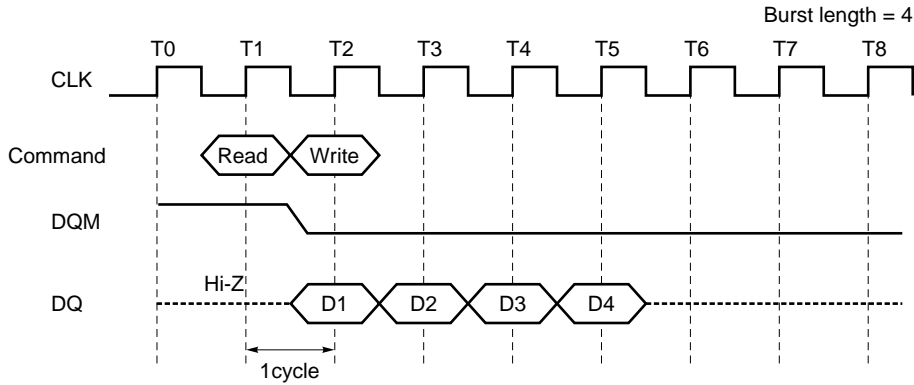 Burst length = 4
T0 T1 T2 T3 T4 T5 T6 T7 T8
CLK
Command Read Write
DQM
Hi-Z
DQ D1 D2 D3 D4
1cycle